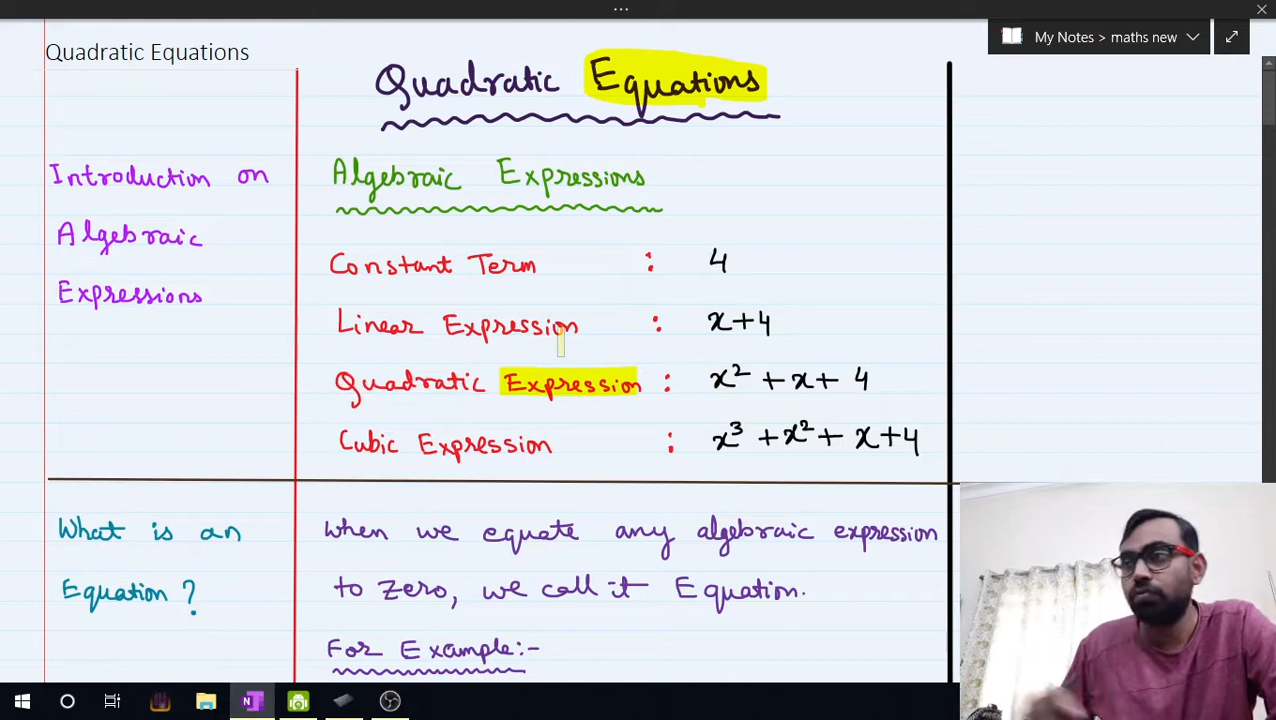 My Notes > maths new
Quadratic Equations
Quadratic Equations
Introduction on
Algebraic
Expressions
Algebraic Expressions
Constant Term : 4
Linear Expression : x+4
Quadratic Expression : x² + x + 4
Cubic Expression : x³ + x² + x + 4
What is an
Equation ?
When we equate any algebraic expression
to zero, we call it Equation.
For Example:-